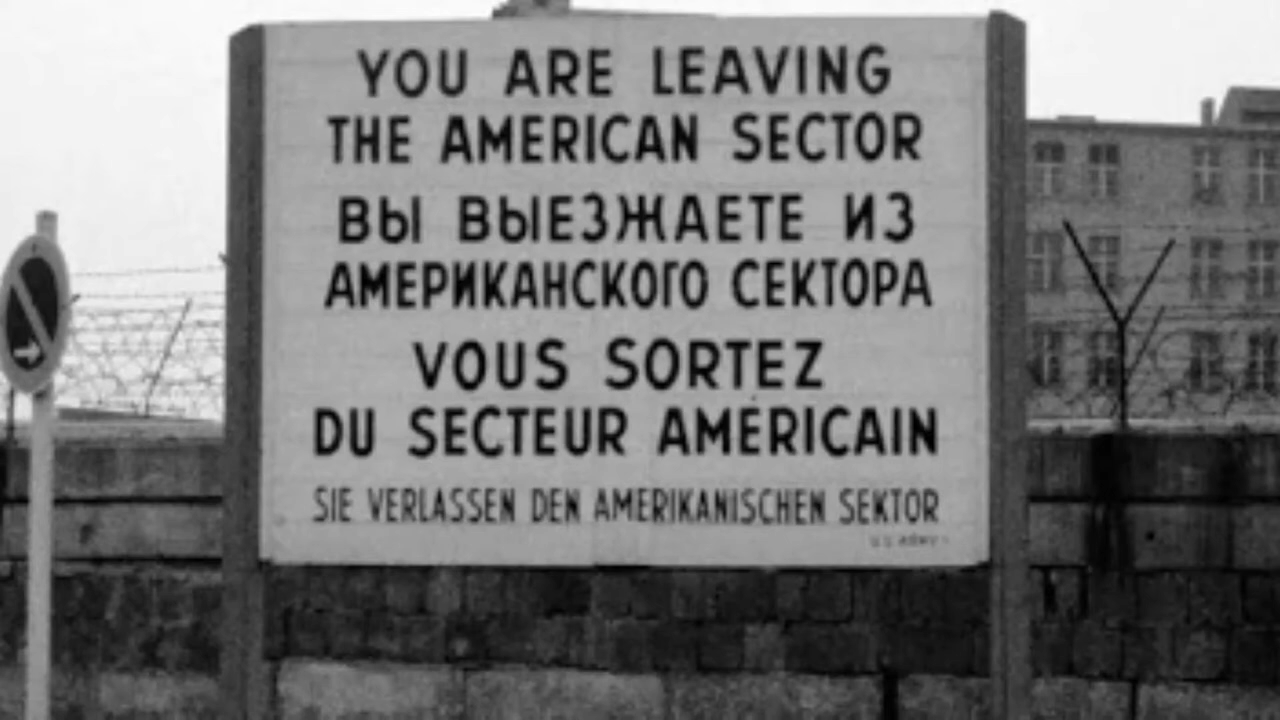 YOU ARE LEAVING
THE AMERICAN SECTOR
ВЫ ВЫЕЗЖАЕТЕ ИЗ
АМЕРИКАНСКОГО СЕКТОРА
VOUS SORTEZ
DU SECTEUR AMÉRICAIN
SIE VERLASSEN DEN AMERIKANISCHEN SEKTOR
U.S. ARMY